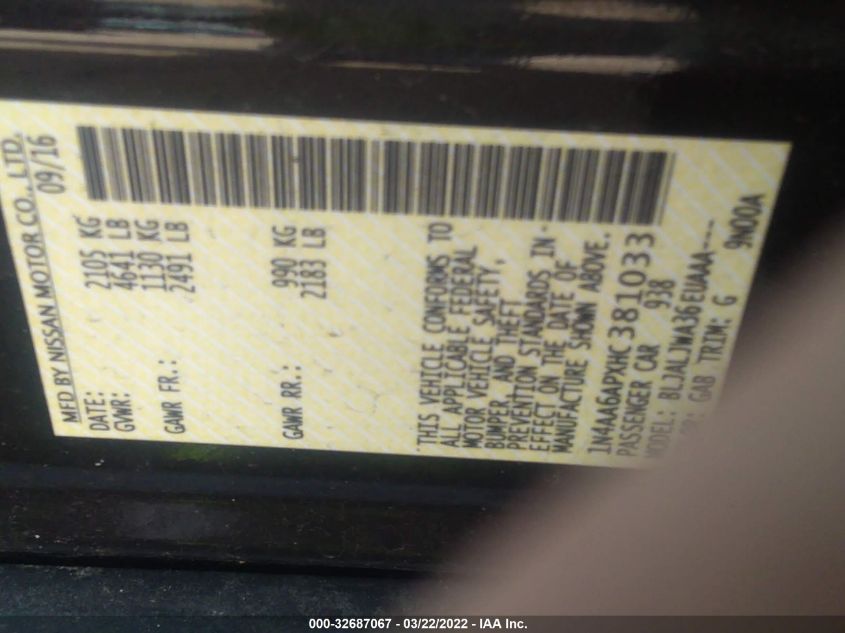 MFD BY NISSAN MOTOR CO., LTD.
DATE: 09/16
GVWR: 2105 KG
4641 LB
GAWR FR.: 1130 KG
2491 LB
GAWR RR.: 990 KG
2183 LB
THIS VEHICLE CONFORMS TO
ALL APPLICABLE FEDERAL
MOTOR VEHICLE SAFETY,
BUMPER, AND THEFT
PREVENTION STANDARDS IN
EFFECT ON THE DATE OF
MANUFACTURE SHOWN ABOVE.
1N4AA6APXHC381033
PASSENGER CAR 938
MODEL: BLJALJWA36EUAAA---
GAB TRIM: G 9N00A
000-32687067 - 03/22/2022 - IAA Inc.